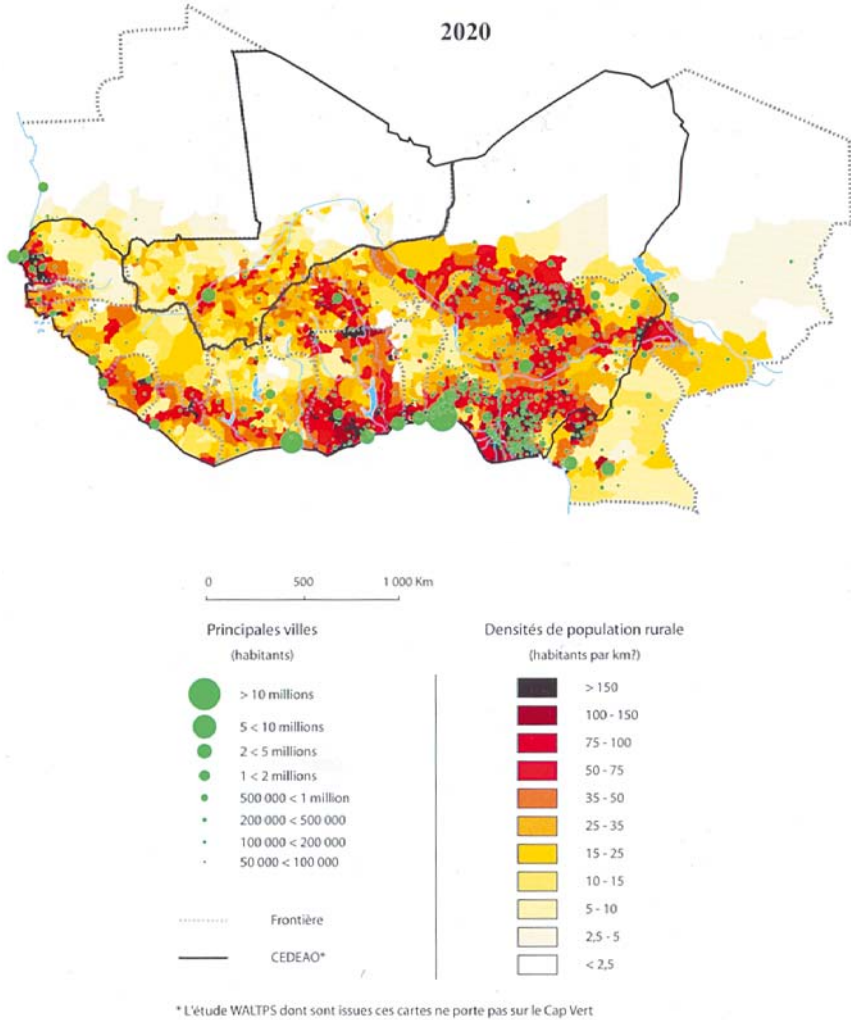 2020
0 500 1 000 Km
Principales villes
(habitants)
> 10 millions
5 < 10 millions
2 < 5 millions
1 < 2 millions
500 000 < 1 million
200 000 < 500 000
100 000 < 200 000
50 000 < 100 000
Frontière
CEDEAO*
Densités de population rurale
(habitants par km?)
> 150
100 - 150
75 - 100
50 - 75
35 - 50
25 - 35
15 - 25
10 - 15
5 - 10
2,5 - 5
< 2,5
* L'étude WALTPS dont sont issues ces cartes ne porte pas sur le Cap Vert